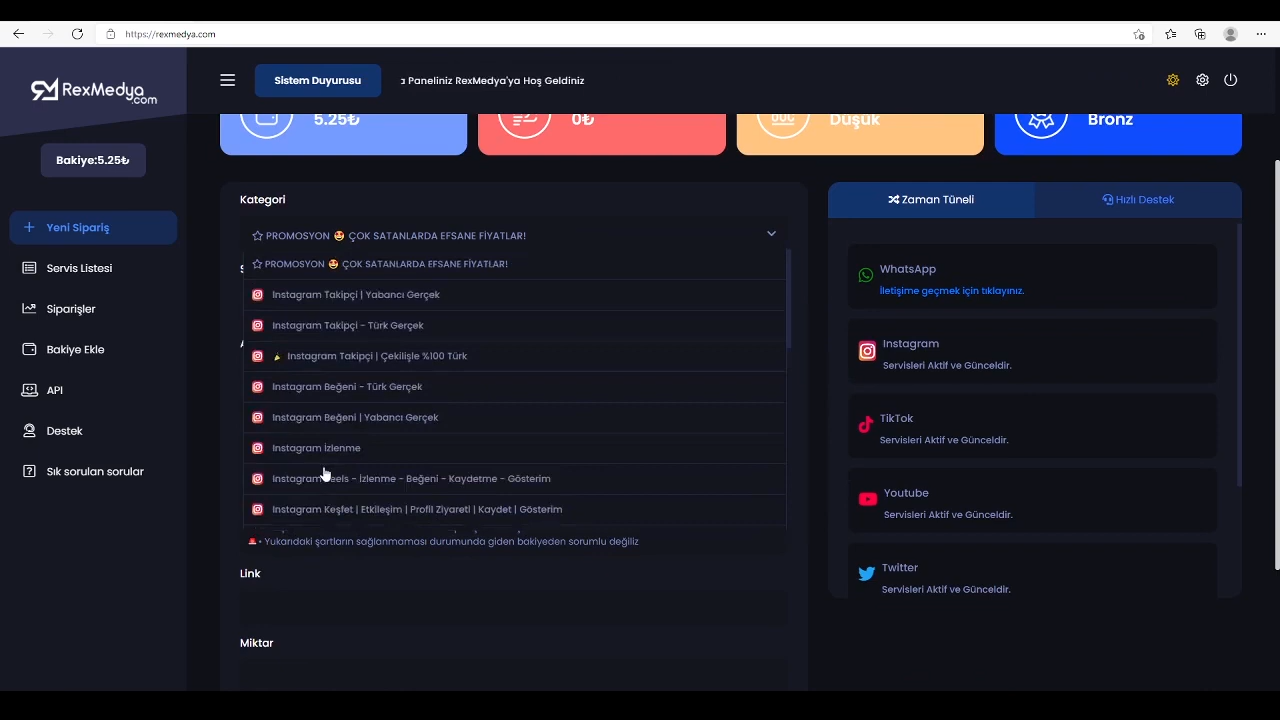 https://rexmedya.com
RexMedya
.com
Sistem Duyurusu
a Paneliniz RexMedya'ya Hoş Geldiniz
5.25₺
0₺
Düşük
Bronz
Bakiye:5.25₺
Yeni Sipariş
Servis Listesi
Siparişler
Bakiye Ekle
API
Destek
Sık sorulan sorular
Kategori
PROMOSYON 🤩 ÇOK SATANLARDA EFSANE FİYATLAR!
PROMOSYON 🤩 ÇOK SATANLARDA EFSANE FİYATLAR!
Instagram Takipçi | Yabancı Gerçek
Instagram Takipçi - Türk Gerçek
Instagram Takipçi | Çekilişle %100 Türk
Instagram Beğeni - Türk Gerçek
Instagram Beğeni | Yabancı Gerçek
Instagram İzlenme
Instagram Reels - İzlenme - Beğeni - Kaydetme - Gösterim
Instagram Keşfet | Etkileşim | Profil Ziyareti | Kaydet | Gösterim
• Yukarıdaki şartların sağlanmaması durumunda giden bakiyeden sorumlu değiliz
Link
Miktar
Zaman Tüneli
Hızlı Destek
WhatsApp
İletişime geçmek için tıklayınız.
Instagram
Servisleri Aktif ve Günceldir.
TikTok
Servisleri Aktif ve Günceldir.
Youtube
Servisleri Aktif ve Günceldir.
Twitter
Servisleri Aktif ve Günceldir.